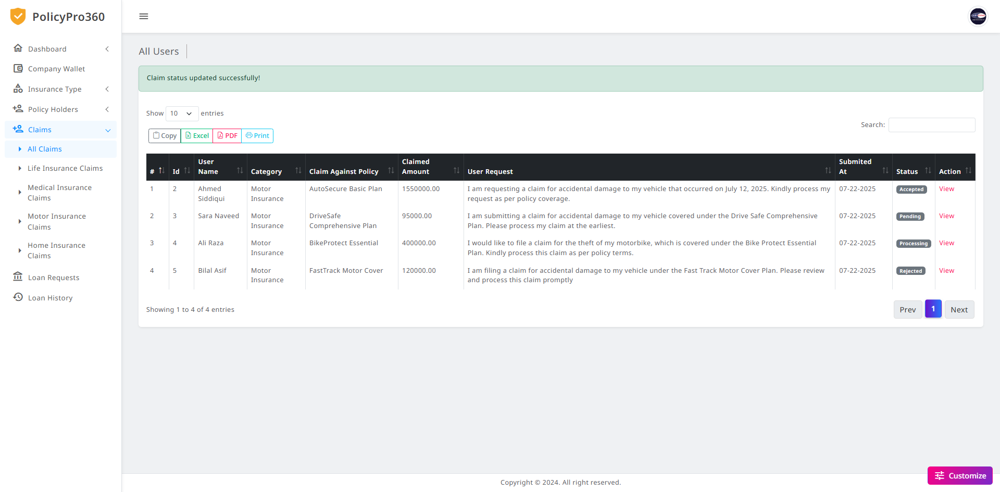 PolicyPro360
Dashboard
Company Wallet
Insurance Type
Policy Holders
Claims
All Claims
Life Insurance Claims
Medical Insurance
Claims
Motor Insurance
Claims
Home Insurance
Claims
Loan Requests
Loan History
All Users
Claim status updated successfully!
Show 10 entries
Search:
Copy Excel PDF Print
# Id User Name Category Claim Against Policy Claimed Amount User Request Submited At Status Action
1 2 Ahmed Siddiqui Motor Insurance AutoSecure Basic Plan 1550000.00 I am requesting a claim for accidental damage to my vehicle that occurred on July 12, 2025. Kindly process my request as per policy coverage. 07-22-2025 Accepted View
2 3 Sara Naveed Motor Insurance DriveSafe Comprehensive Plan 95000.00 I am submitting a claim for accidental damage to my vehicle covered under the Drive Safe Comprehensive Plan. Please process my claim at the earliest. 07-22-2025 Pending View
3 4 Ali Raza Motor Insurance BikeProtect Essential 400000.00 I would like to file a claim for the theft of my motorbike, which is covered under the Bike Protect Essential Plan. Kindly process this claim as per policy terms. 07-22-2025 Processing View
4 5 Bilal Asif Motor Insurance FastTrack Motor Cover 120000.00 I am filing a claim for accidental damage to my vehicle under the Fast Track Motor Cover Plan. Please review and process this claim promptly 07-22-2025 Rejected View
Showing 1 to 4 of 4 entries
Prev 1 Next
Copyright © 2024. All right reserved.
Customize